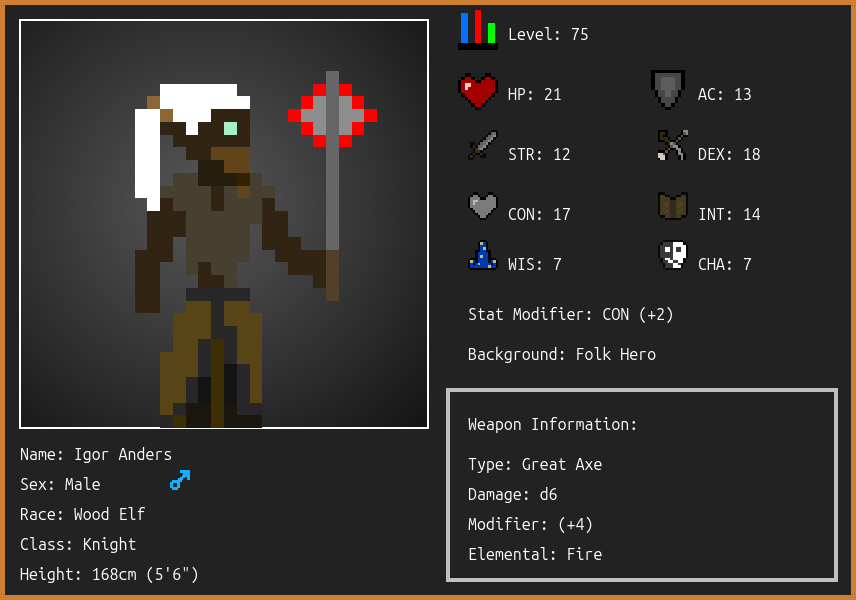 Level: 75
HP: 21
AC: 13
STR: 12
DEX: 18
CON: 17
INT: 14
WIS: 7
CHA: 7
Stat Modifier: CON (+2)
Background: Folk Hero
Weapon Information:
Type: Great Axe
Damage: d6
Modifier: (+4)
Elemental: Fire
Name: Igor Anders
Sex: Male
Race: Wood Elf
Class: Knight
Height: 168cm (5'6")